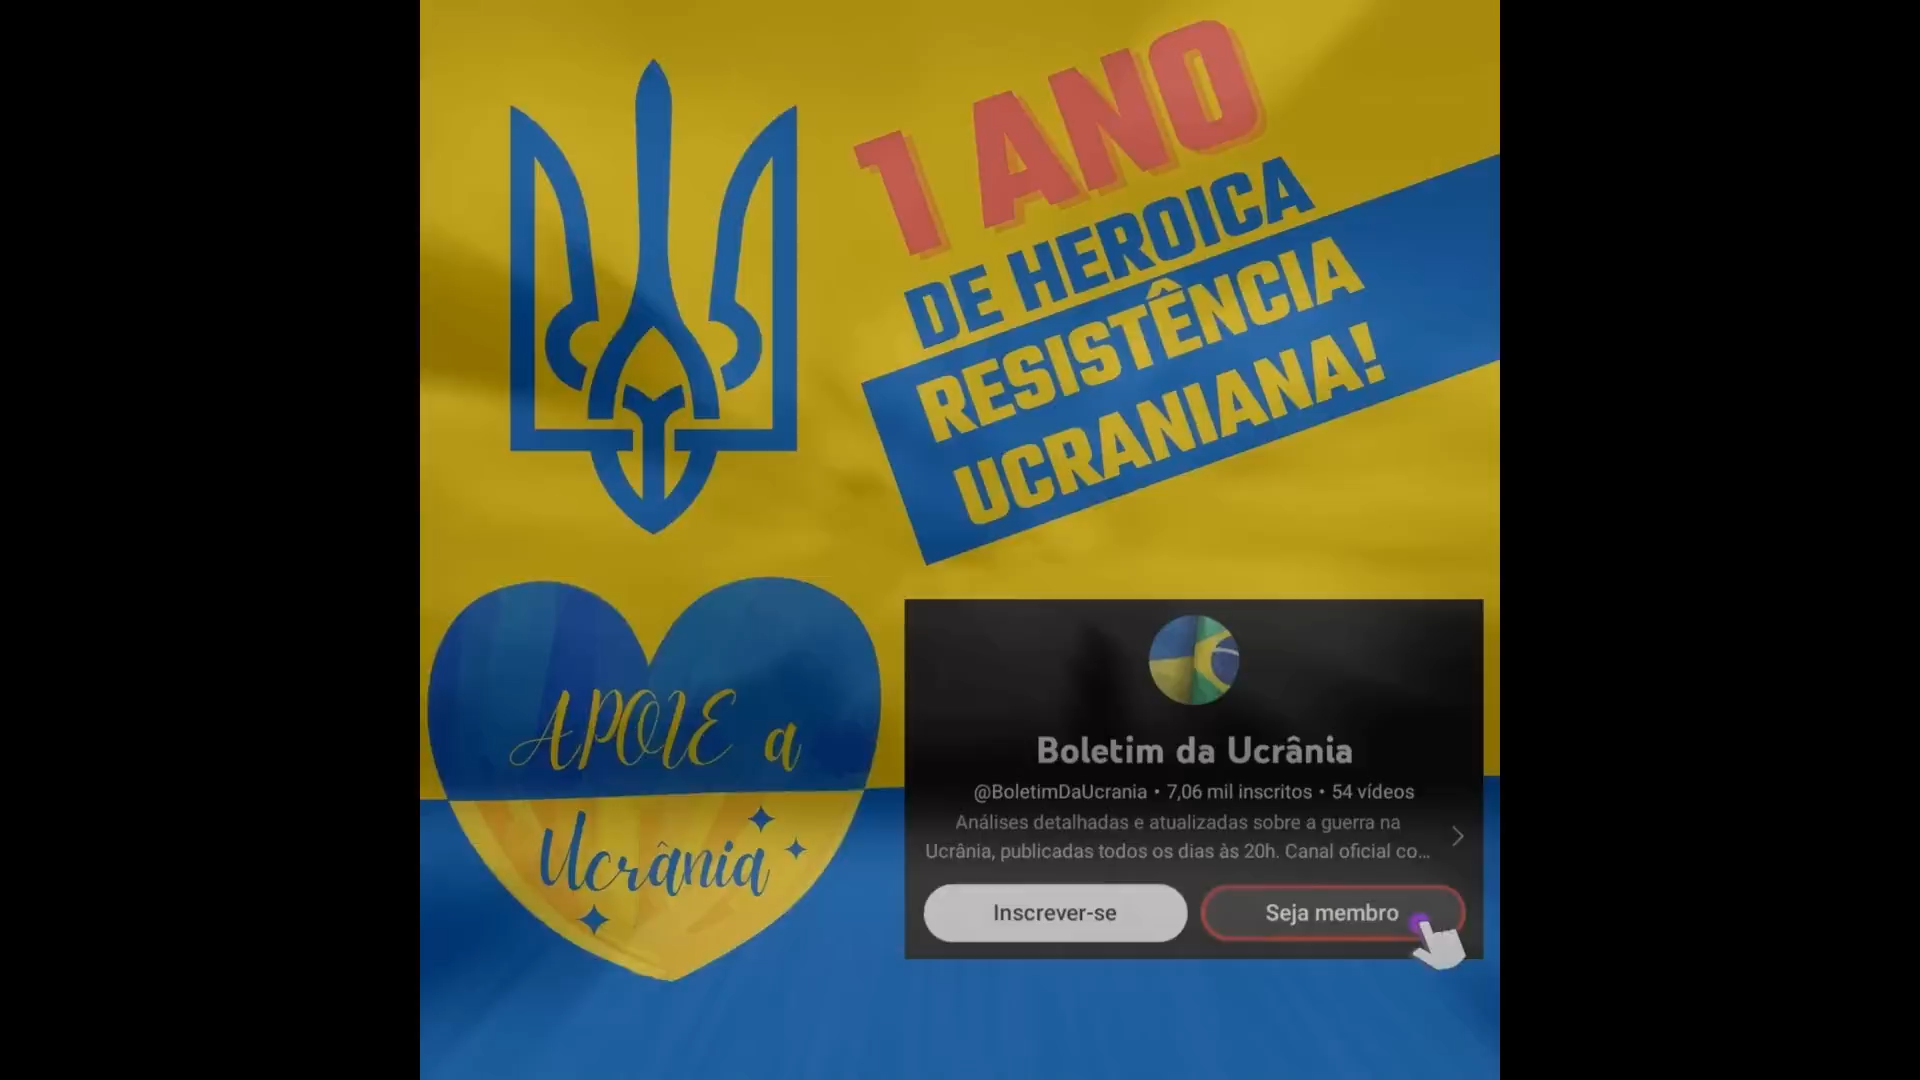 1 ANO
DE HEROICA
RESISTÊNCIA
UCRANIANA!
APOIE a
Ucrânia
Boletim da Ucrânia
@BoletimDaUcrania • 7,06 mil inscritos • 54 vídeos
Análises detalhadas e atualizadas sobre a guerra na
Ucrânia, publicadas todos os dias às 20h. Canal oficial co...
Inscrever-se
Seja membro